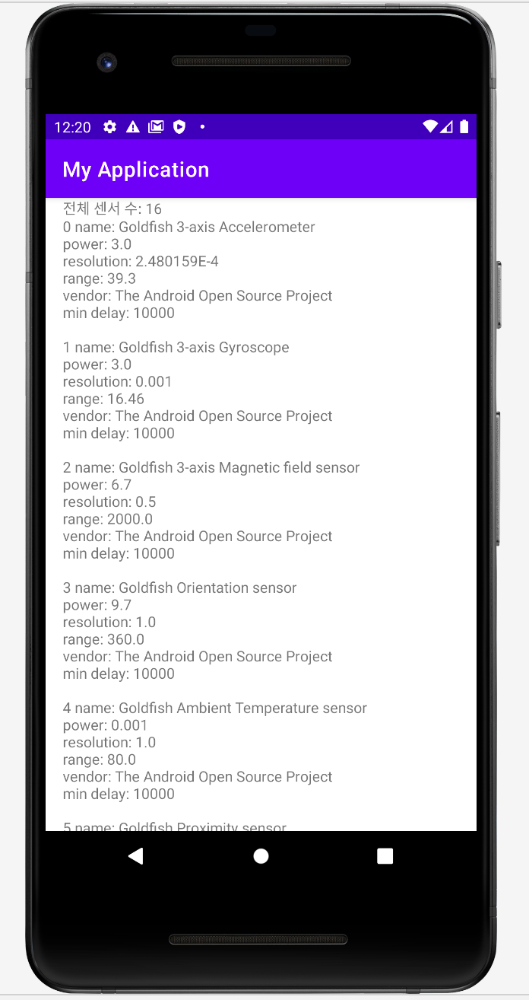 12:20
My Application
전체 센서 수: 16
0 name: Goldfish 3-axis Accelerometer
power: 3.0
resolution: 2.480159E-4
range: 39.3
vendor: The Android Open Source Project
min delay: 10000
1 name: Goldfish 3-axis Gyroscope
power: 3.0
resolution: 0.001
range: 16.46
vendor: The Android Open Source Project
min delay: 10000
2 name: Goldfish 3-axis Magnetic field sensor
power: 6.7
resolution: 0.5
range: 2000.0
vendor: The Android Open Source Project
min delay: 10000
3 name: Goldfish Orientation sensor
power: 9.7
resolution: 1.0
range: 360.0
vendor: The Android Open Source Project
min delay: 10000
4 name: Goldfish Ambient Temperature sensor
power: 0.001
resolution: 1.0
range: 80.0
vendor: The Android Open Source Project
min delay: 10000
5 name: Goldfish Proximity sensor